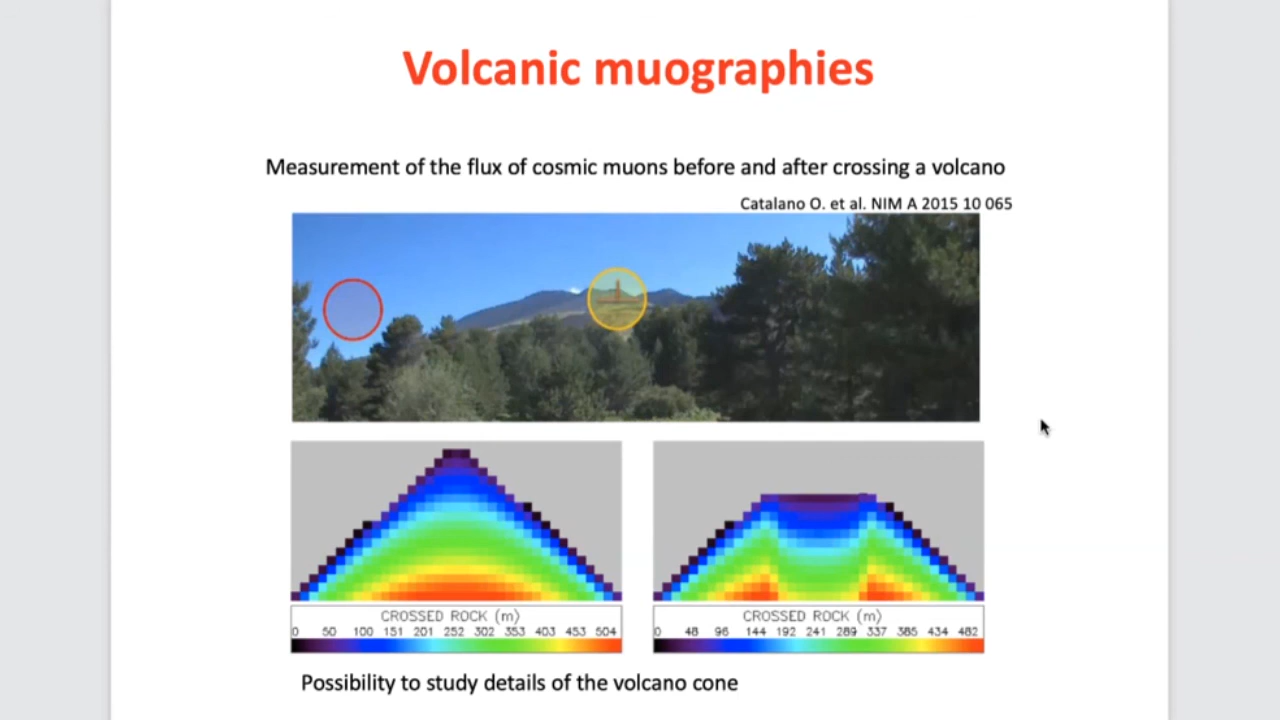 Volcanic muographies
Measurement of the flux of cosmic muons before and after crossing a volcano
Catalano O. et al. NIM A 2015 10 065
CROSSED ROCK (m)
0 50 100 151 201 252 302 353 403 453 504
CROSSED ROCK (m)
0 48 96 144 192 241 289 337 385 434 482
Possibility to study details of the volcano cone